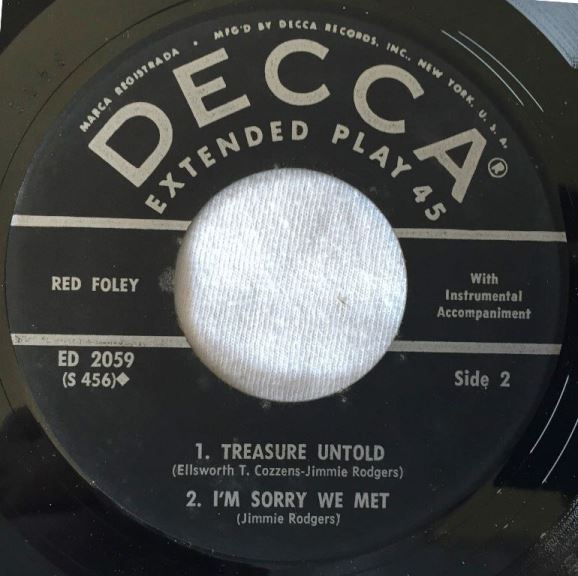 MARCA REGISTRADA • MFG'D BY DECCA RECORDS, INC., NEW YORK, U.S.A.
DECCA®
EXTENDED PLAY 45
RED FOLEY
With
Instrumental
Accompaniment
ED 2059
(S 456)◆
Side 2
1. TREASURE UNTOLD
(Ellsworth T. Cozzens-Jimmie Rodgers)
2. I'M SORRY WE MET
(Jimmie Rodgers)